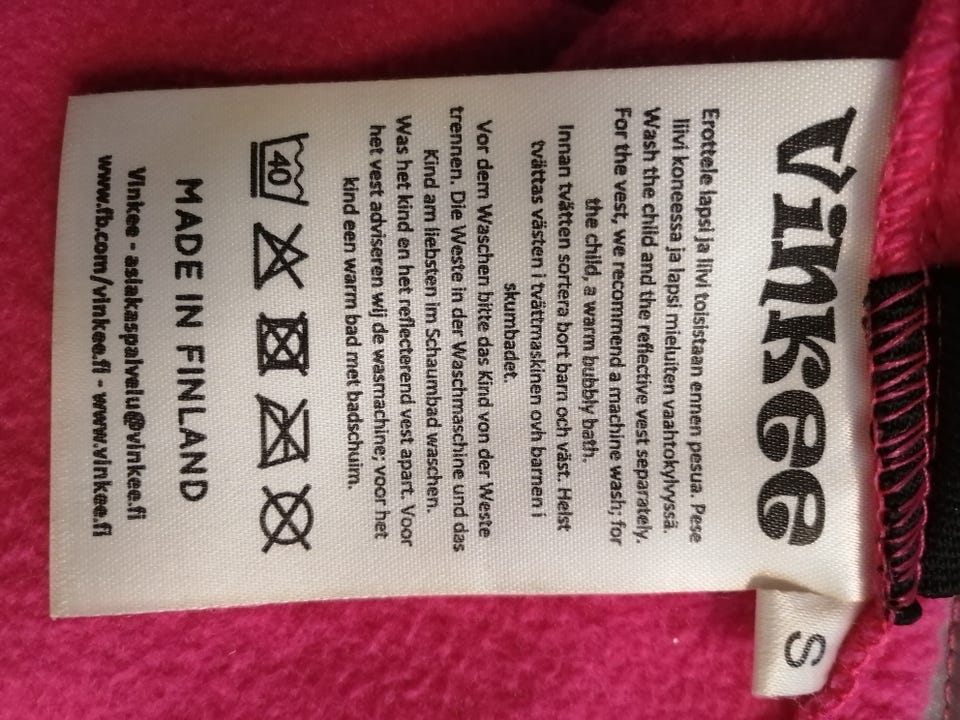 Vinkee
Erottele lapsi ja liivi toisistaan ennen pesua. Pese
liivi koneessa ja lapsi mieluiten vaahtokylvyssä.
Wash the child and the reflective vest separately.
For the vest, we recommend a machine wash; for
the child, a warm bubbly bath.
Innan tvätten sortera bort barn och väst. Helst
tvättas västen i tvättmaskinen ovh barnen i
skumbadet.
Vor dem Waschen bitte das Kind von der Weste
trennen. Die Weste in der Waschmaschine und das
Kind am liebsten im Schaumbad waschen.
Was het kind en het reflecterend vest apart. Voor
het vest adviseren wij de wasmachine; voor het
kind een warm bad met badschuim.
40
MADE IN FINLAND
Vinkee - asiakaspalvelu@vinkee.fi
www.fb.com/vinkee.fi - www.vinkee.fi
S